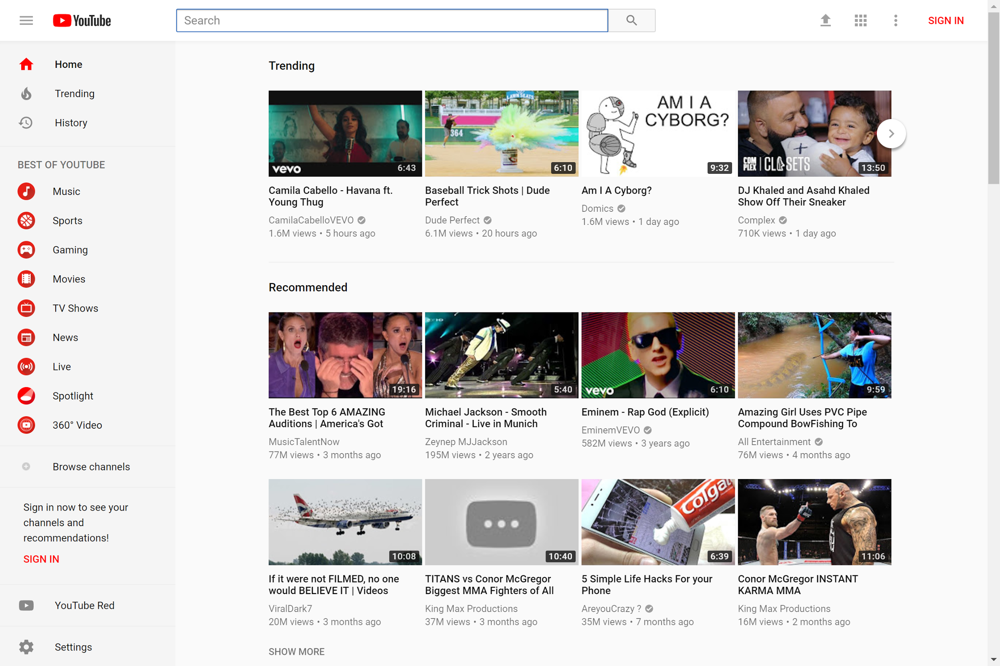 YouTube
Search
SIGN IN
Home
Trending
History
BEST OF YOUTUBE
Music
Sports
Gaming
Movies
TV Shows
News
Live
Spotlight
360° Video
Browse channels
Sign in now to see your
channels and
recommendations!
SIGN IN
YouTube Red
Settings
Trending
364
vevo
6:43
Camila Cabello - Havana ft.
Young Thug
CamilaCabelloVEVO
1.6M views • 5 hours ago
LAWN SEATS
6:10
Baseball Trick Shots | Dude
Perfect
Dude Perfect
6.1M views • 20 hours ago
AM I A
CYBORG?
9:32
Am I A Cyborg?
Domics
1.6M views • 1 day ago
COMPLEX | CLOSETS
13:50
DJ Khaled and Asahd Khaled
Show Off Their Sneaker
Complex
710K views • 1 day ago
Recommended
19:16
The Best Top 6 AMAZING
Auditions | America's Got
MusicTalentNow
77M views • 3 months ago
5:40
Michael Jackson - Smooth
Criminal - Live in Munich
Zeynep MJJackson
195M views • 2 years ago
vevo
6:10
Eminem - Rap God (Explicit)
EminemVEVO
582M views • 3 years ago
9:59
Amazing Girl Uses PVC Pipe
Compound BowFishing To
All Entertainment
76M views • 4 months ago
10:08
If it were not FILMED, no one
would BELIEVE IT | Videos
ViralDark7
20M views • 3 months ago
10:40
TITANS vs Conor McGregor
Biggest MMA Fighters of All
King Max Productions
37M views • 3 months ago
Colga
6:39
5 Simple Life Hacks For your
Phone
AreyouCrazy ?
35M views • 7 months ago
11:06
Conor McGregor INSTANT
KARMA MMA
King Max Productions
16M views • 2 months ago
SHOW MORE